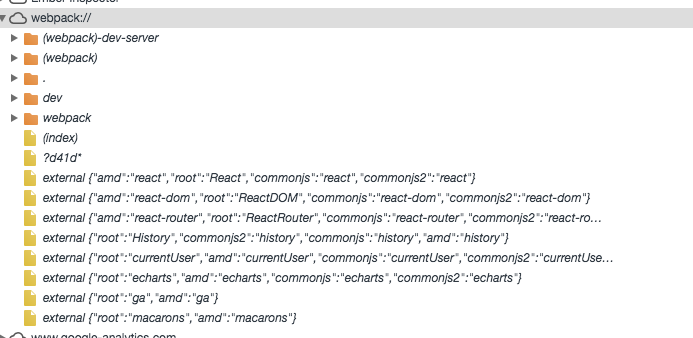 Ember Inspector
webpack://
(webpack)-dev-server
(webpack)
.
dev
webpack
(index)
?d41d*
external {"amd":"react","root":"React","commonjs":"react","commonjs2":"react"}
external {"amd":"react-dom","root":"ReactDOM","commonjs":"react-dom","commonjs2":"react-dom"}
external {"amd":"react-router","root":"ReactRouter","commonjs":"react-router","commonjs2":"react-ro…
external {"root":"History","commonjs2":"history","commonjs":"history","amd":"history"}
external {"root":"currentUser","amd":"currentUser","commonjs":"currentUser","commonjs2":"currentUse…
external {"root":"echarts","amd":"echarts","commonjs":"echarts","commonjs2":"echarts"}
external {"root":"ga","amd":"ga"}
external {"root":"macarons","amd":"macarons"}
www.google-analytics.com